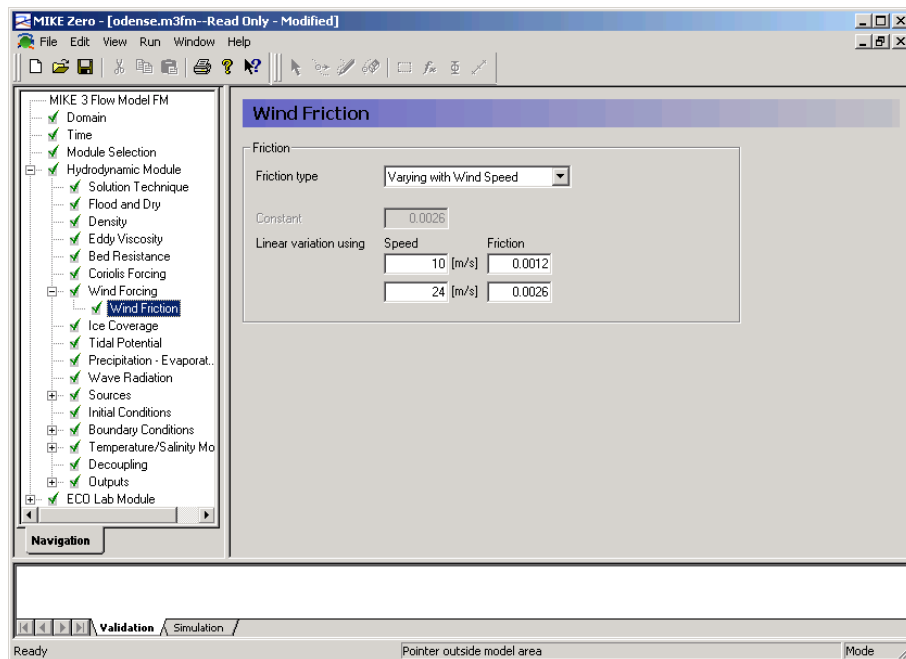 MIKE Zero - [odense.m3fm--Read Only - Modified]
File Edit View Run Window Help
MIKE 3 Flow Model FM
Domain
Time
Module Selection
Hydrodynamic Module
Solution Technique
Flood and Dry
Density
Eddy Viscosity
Bed Resistance
Coriolis Forcing
Wind Forcing
Wind Friction
Ice Coverage
Tidal Potential
Precipitation - Evaporat..
Wave Radiation
Sources
Initial Conditions
Boundary Conditions
Temperature/Salinity Mo
Decoupling
Outputs
ECO Lab Module
Navigation
Wind Friction
Friction
Friction type Varying with Wind Speed
Constant 0.0026
Linear variation using Speed Friction
10 [m/s] 0.0012
24 [m/s] 0.0026
Validation Simulation
Ready Pointer outside model area Mode